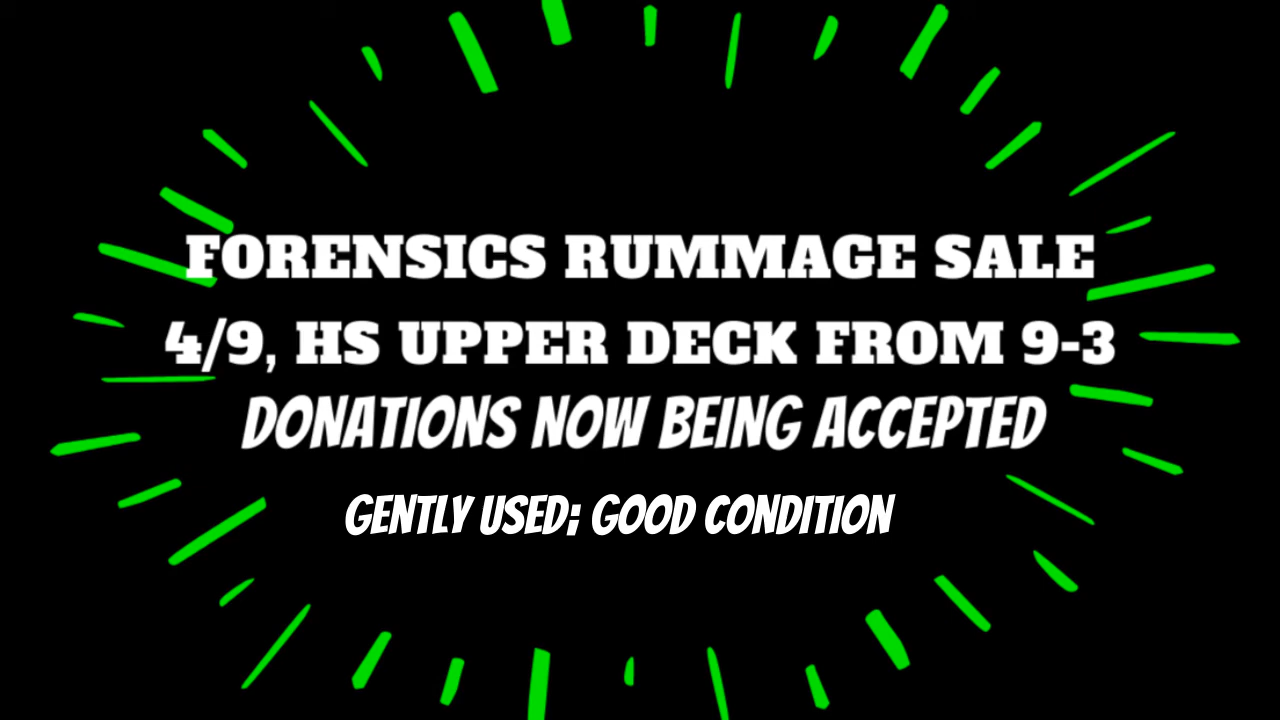 FORENSICS RUMMAGE SALE
4/9, HS UPPER DECK FROM 9-3
DONATIONS NOW BEING ACCEPTED
GENTLY USED; GOOD CONDITION